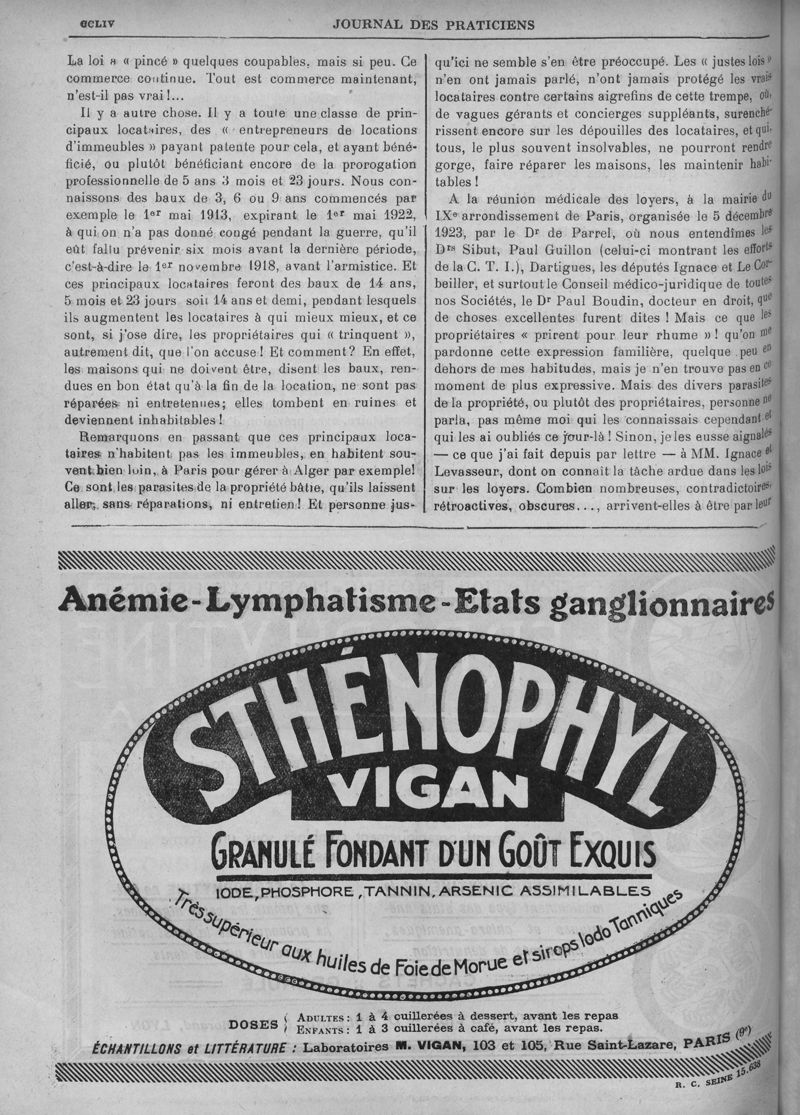 ccLIV
JOURNAL DES PRATICIENS
La loi a « pincé » quelques coupables, mais si peu. Ce
commerce continue. Tout est commerce maintenant,
n'est-il pas vrai !...
Il y a autre chose. Il y a toute une classe de prin-
cipaux locataires, des « entrepreneurs de locations
d'immeubles » payant patente pour cela, et ayant béné-
ficié, ou plutôt bénéficiant encore de la prorogation
professionnelle de 5 ans 3 mois et 23 jours. Nous con-
naissons des baux de 3, 6 ou 9 ans commencés par
exemple le 1er mai 1913, expirant le 1er mai 1922,
à qui on n'a pas donné congé pendant la guerre, qu'il
eût fallu prévenir six mois avant la dernière période,
c'est-à-dire le 1er novembre 1918, avant l'armistice. Et
ces principaux locataires feront des baux de 14 ans,
5 mois et 23 jours soit 14 ans et demi, pendant lesquels
ils augmentent les locataires à qui mieux mieux, et ce
sont, si j'ose dire, les propriétaires qui « trinquent »,
autrement dit, que l'on accuse ! Et comment ? En effet,
les maisons qui ne doivent être, disent les baux, ren-
dues en bon état qu'à la fin de la location, ne sont pas
réparées ni entretenues; elles tombent en ruines et
deviennent inhabitables !
Remarquons en passant que ces principaux loca-
taires n'habitent pas les immeubles, en habitent sou-
vent bien loin, à Paris pour gérer à Alger par exemple!
Ce sont les parasites de la propriété bâtie, qu'ils laissent
aller, sans réparations, ni entretien ! Et personne jus-
qu'ici ne semble s'en être préoccupé. Les « justes lois »
n'en ont jamais parlé, n'ont jamais protégé les vrais
locataires contre certains aigrefins de cette trempe, où,
de vagues gérants et concierges suppléants, surenché-
rissent encore sur les dépouilles des locataires, et qui,
tous, le plus souvent insolvables, ne pourront rendre
gorge, faire réparer les maisons, les maintenir habi-
tables !
A la réunion médicale des loyers, à la mairie du
IXe arrondissement de Paris, organisée le 5 décembre
1923, par le Dr de Parrel, où nous entendîmes les
Drs Sibut, Paul Guillon (celui-ci montrant les efforts
de la C. T. I.), Dartigues, les députés Ignace et Le Cor-
beiller, et surtout le Conseil médico-juridique de toutes
nos Sociétés, le Dr Paul Boudin, docteur en droit, que
de choses excellentes furent dites ! Mais ce que les
propriétaires « prirent pour leur rhume » ! qu'on me
pardonne cette expression familière, quelque peu en
dehors de mes habitudes, mais je n'en trouve pas en ce
moment de plus expressive. Mais des divers parasites
de la propriété, ou plutôt des propriétaires, personne ne
parla, pas même moi qui les connaissais cependant et
qui les ai oubliés ce jour-là ! Sinon, je les eusse signalés
— ce que j'ai fait depuis par lettre — à MM. Ignace et
Levasseur, dont on connait la tâche ardue dans les lois
sur les loyers. Combien nombreuses, contradictoires,
rétroactives, obscures..., arrivent-elles à être par leur
Anémie-Lymphatisme-Etats ganglionnaires
STHÉNOPHYL
VIGAN
GRANULÉ FONDANT D'UN GOÛT EXQUIS
IODE, PHOSPHORE, TANNIN, ARSENIC ASSIMILABLES
Très supérieur aux huiles de Foie de Morue et sirops Iodo Tanniques
DOSES { ADULTES : 1 à 4 cuillerées à dessert, avant les repas
ENFANTS : 1 à 3 cuillerées à café, avant les repas.
ÉCHANTILLONS et LITTÉRATURE : Laboratoires M. VIGAN, 103 et 105, Rue Saint-Lazare, PARIS (9e)
R. C. SEINE 15.638